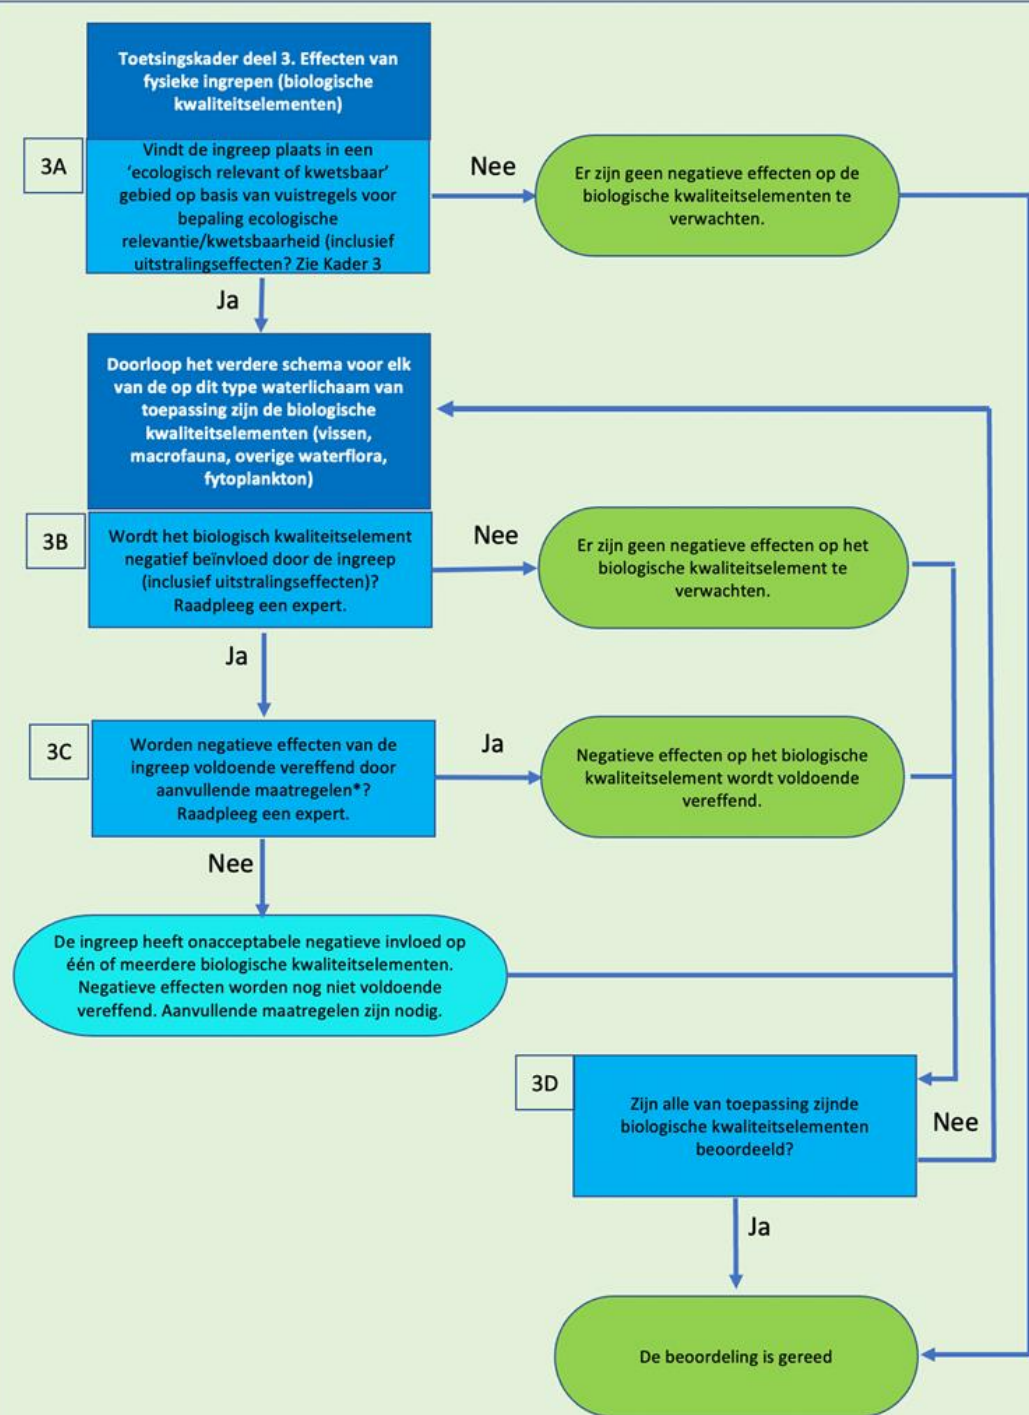 Toetsingskader deel 3. Effecten van
fysieke ingrepen (biologische
kwaliteitselementen)
3A
Vindt de ingreep plaats in een
‘ecologisch relevant of kwetsbaar’
gebied op basis van vuistregels voor
bepaling ecologische
relevantie/kwetsbaarheid (inclusief
uitstralingseffecten? Zie Kader 3
Nee
Er zijn geen negatieve effecten op de
biologische kwaliteitselementen te
verwachten.
Ja
Doorloop het verdere schema voor elk
van de op dit type waterlichaam van
toepassing zijn de biologische
kwaliteitselementen (vissen,
macrofauna, overige waterflora,
fytoplankton)
3B
Wordt het biologisch kwaliteitselement
negatief beïnvloed door de ingreep
(inclusief uitstralingseffecten)?
Raadpleeg een expert.
Nee
Er zijn geen negatieve effecten op het
biologische kwaliteitselement te
verwachten.
Ja
3C
Worden negatieve effecten van de
ingreep voldoende vereffend door
aanvullende maatregelen*?
Raadpleeg een expert.
Ja
Negatieve effecten op het biologische
kwaliteitselement wordt voldoende
vereffend.
Nee
De ingreep heeft onacceptabele negatieve invloed op
één of meerdere biologische kwaliteitselementen.
Negatieve effecten worden nog niet voldoende
vereffend. Aanvullende maatregelen zijn nodig.
3D
Zijn alle van toepassing zijnde
biologische kwaliteitselementen
beoordeeld?
Nee
Ja
De beoordeling is gereed